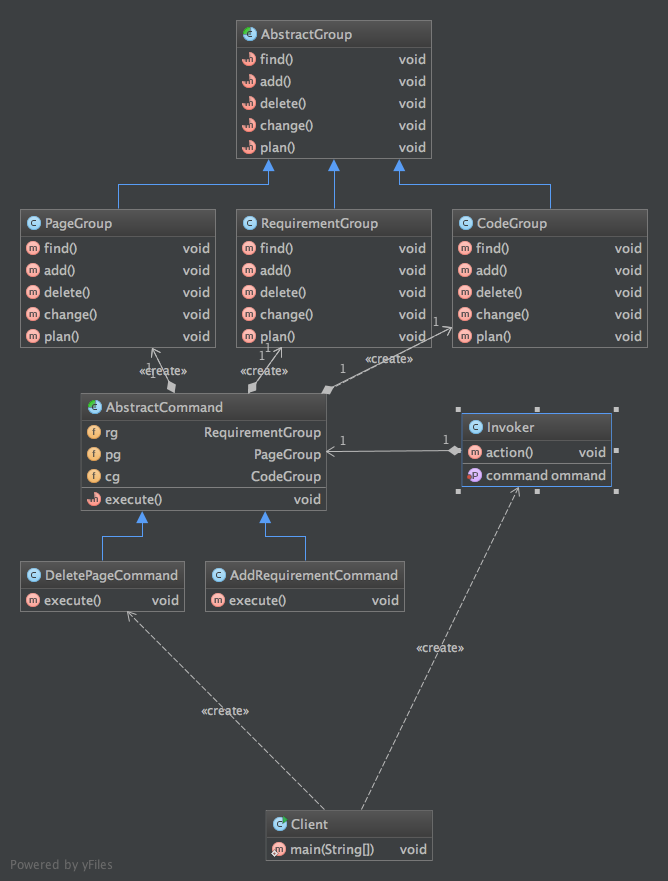 AbstractGroup
find() void
add() void
delete() void
change() void
plan() void
PageGroup
find() void
add() void
delete() void
change() void
plan() void
RequirementGroup
find() void
add() void
delete() void
change() void
plan() void
CodeGroup
find() void
add() void
delete() void
change() void
plan() void
1
1
1
1
«create»
1
«create»
1
«create»
AbstractCommand
rg RequirementGroup
pg PageGroup
cg CodeGroup
execute() void
1
1
Invoker
action() void
command ommand
DeletePageCommand
execute() void
AddRequirementCommand
execute() void
«create»
«create»
Client
main(String[]) void
Powered by yFiles